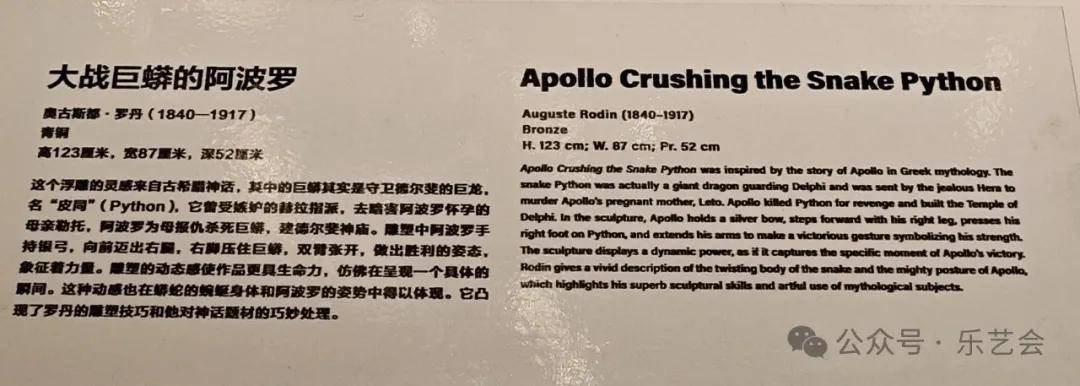 大战巨蟒的阿波罗
奥古斯都·罗丹（1840—1917）
青铜
高123厘米，宽87厘米，深52厘米
这个浮雕的灵感来自古希腊神话，其中的巨蟒其实是守卫德尔斐的巨龙，
名“皮同”（Python），它曾受嫉妒的赫拉指派，去暗害阿波罗怀孕的
母亲勒托，阿波罗为母报仇杀死巨蟒，建德尔斐神庙。雕塑中阿波罗手
持银弓，向前迈出右腿，右脚压住巨蟒，双臂张开，做出胜利的姿态，
象征着力量。雕塑的动态感使作品更具生命力，仿佛在呈现一个具体的
瞬间。这种动感也在蟒蛇的蜿蜒身体和阿波罗的姿势中得以体现。它凸
现了罗丹的雕塑技巧和他对神话题材的巧妙处理。
Apollo Crushing the Snake Python
Auguste Rodin (1840-1917)
Bronze
H. 123 cm; W. 87 cm; Pr. 52 cm
Apollo Crushing the Snake Python was inspired by the story of Apollo in Greek mythology. The
snake Python was actually a giant dragon guarding Delphi and was sent by the jealous Hera to
murder Apollo's pregnant mother, Leto. Apollo killed Python for revenge and built the Temple of
Delphi. In the sculpture, Apollo holds a silver bow, steps forward with his right leg, presses his
right foot on Python, and extends his arms to make a victorious gesture symbolizing his strength.
The sculpture displays a dynamic power, as if it captures the specific moment of Apollo's victory.
Rodin gives a vivid description of the twisting body of the snake and the mighty posture of Apollo,
which highlights his superb sculptural skills and artful use of mythological subjects.
公众号·乐艺会